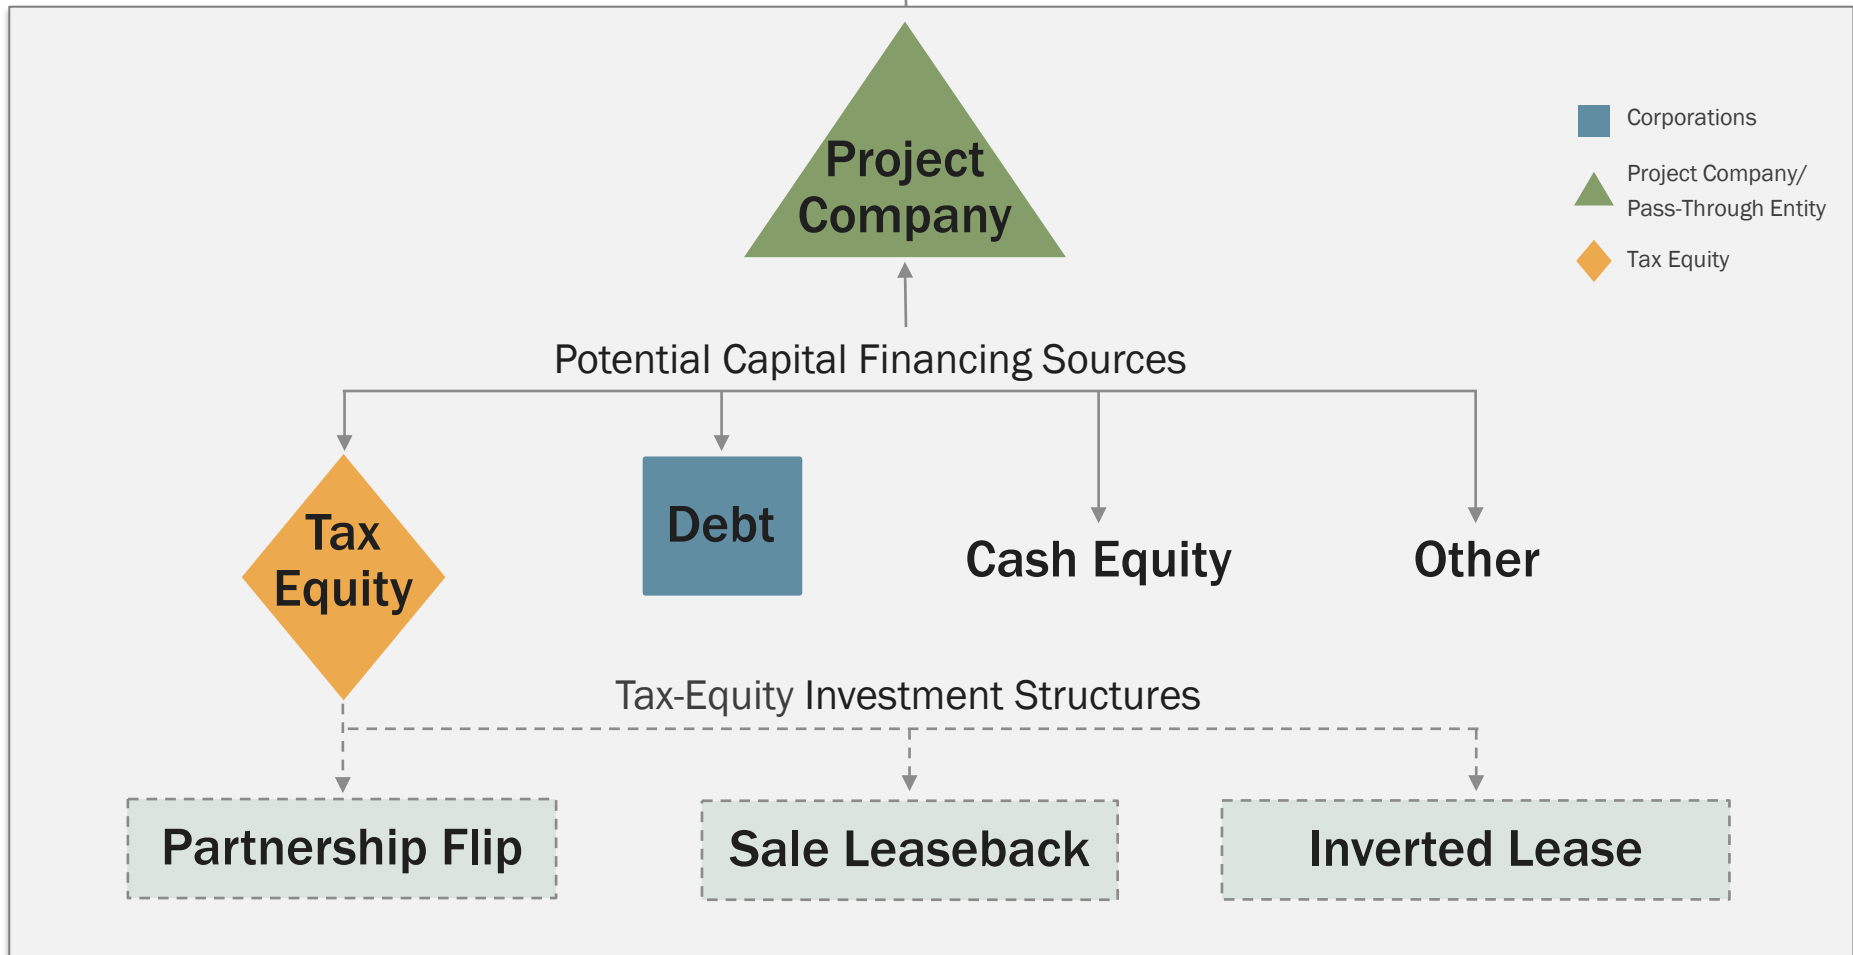 Project
Company
Corporations
Project Company/
Pass-Through Entity
Tax Equity
Potential Capital Financing Sources
Tax
Equity
Debt
Cash Equity
Other
Tax-Equity Investment Structures
Partnership Flip
Sale Leaseback
Inverted Lease